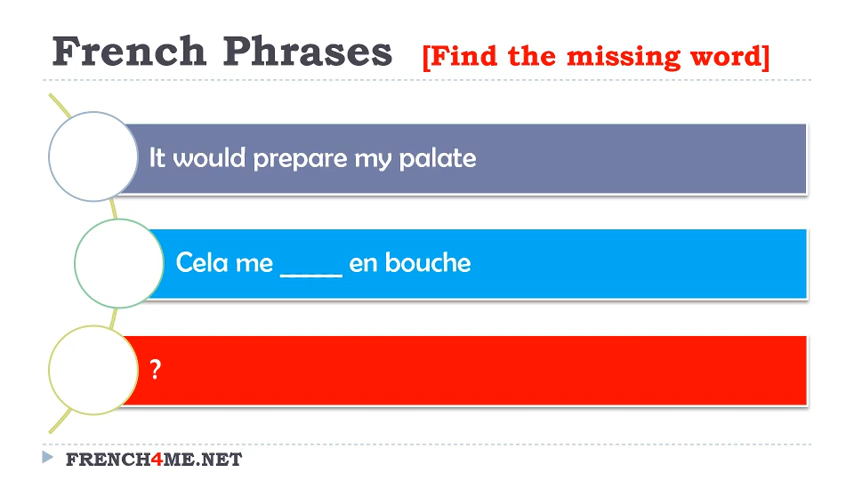 French Phrases [Find the missing word]
It would prepare my palate
Cela me _____ en bouche
?
FRENCH4ME.NET